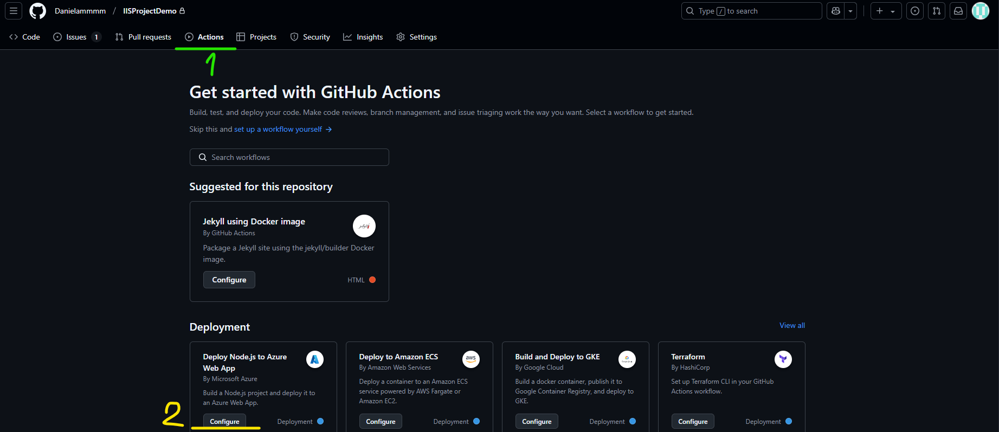 Danielammmm / IISProjectDemo
Type / to search
Code
Issues 1
Pull requests
Actions
Projects
Security
Insights
Settings
1
Get started with GitHub Actions
Build, test, and deploy your code. Make code reviews, branch management, and issue triaging work the way you want. Select a workflow to get started.
Skip this and set up a workflow yourself →
Search workflows
Suggested for this repository
Jekyll using Docker image
By GitHub Actions
Package a Jekyll site using the jekyll/builder Docker
image.
Configure
HTML
Deployment
View all
Deploy Node.js to Azure
Web App
By Microsoft Azure
Build a Node.js project and deploy it to
an Azure Web App.
Configure
Deployment
2
Deploy to Amazon ECS
aws
By Amazon Web Services
Deploy a container to an Amazon ECS
service powered by AWS Fargate or
Amazon EC2.
Configure
Deployment
Build and Deploy to GKE
By Google Cloud
Build a docker container, publish it to
Google Container Registry, and deploy to
GKE.
Configure
Deployment
Terraform
By HashiCorp
Set up Terraform CLI in your GitHub
Actions workflow.
Configure
Deployment